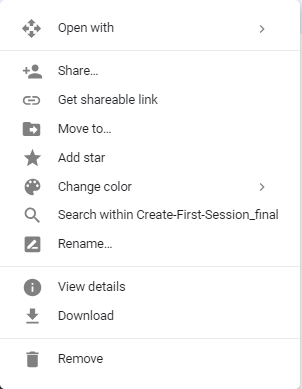 Open with
Share...
Get shareable link
Move to...
Add star
Change color
Search within Create-First-Session_final
Rename...
View details
Download
Remove